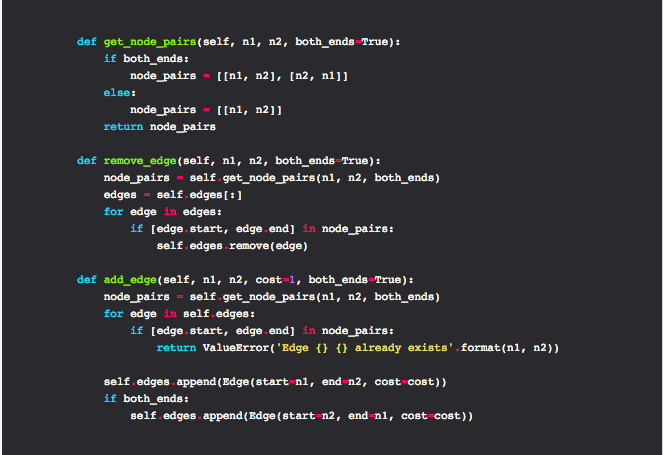 def get_node_pairs(self, n1, n2, both_ends=True):
    if both_ends:
        node_pairs = [[n1, n2], [n2, n1]]
    else:
        node_pairs = [[n1, n2]]
    return node_pairs

def remove_edge(self, n1, n2, both_ends=True):
    node_pairs = self.get_node_pairs(n1, n2, both_ends)
    edges = self.edges[:]
    for edge in edges:
        if [edge.start, edge.end] in node_pairs:
            self.edges.remove(edge)

def add_edge(self, n1, n2, cost=1, both_ends=True):
    node_pairs = self.get_node_pairs(n1, n2, both_ends)
    for edge in self.edges:
        if [edge.start, edge.end] in node_pairs:
            return ValueError('Edge {} {} already exists'.format(n1, n2))

    self.edges.append(Edge(start=n1, end=n2, cost=cost))
    if both_ends:
        self.edges.append(Edge(start=n2, end=n1, cost=cost))